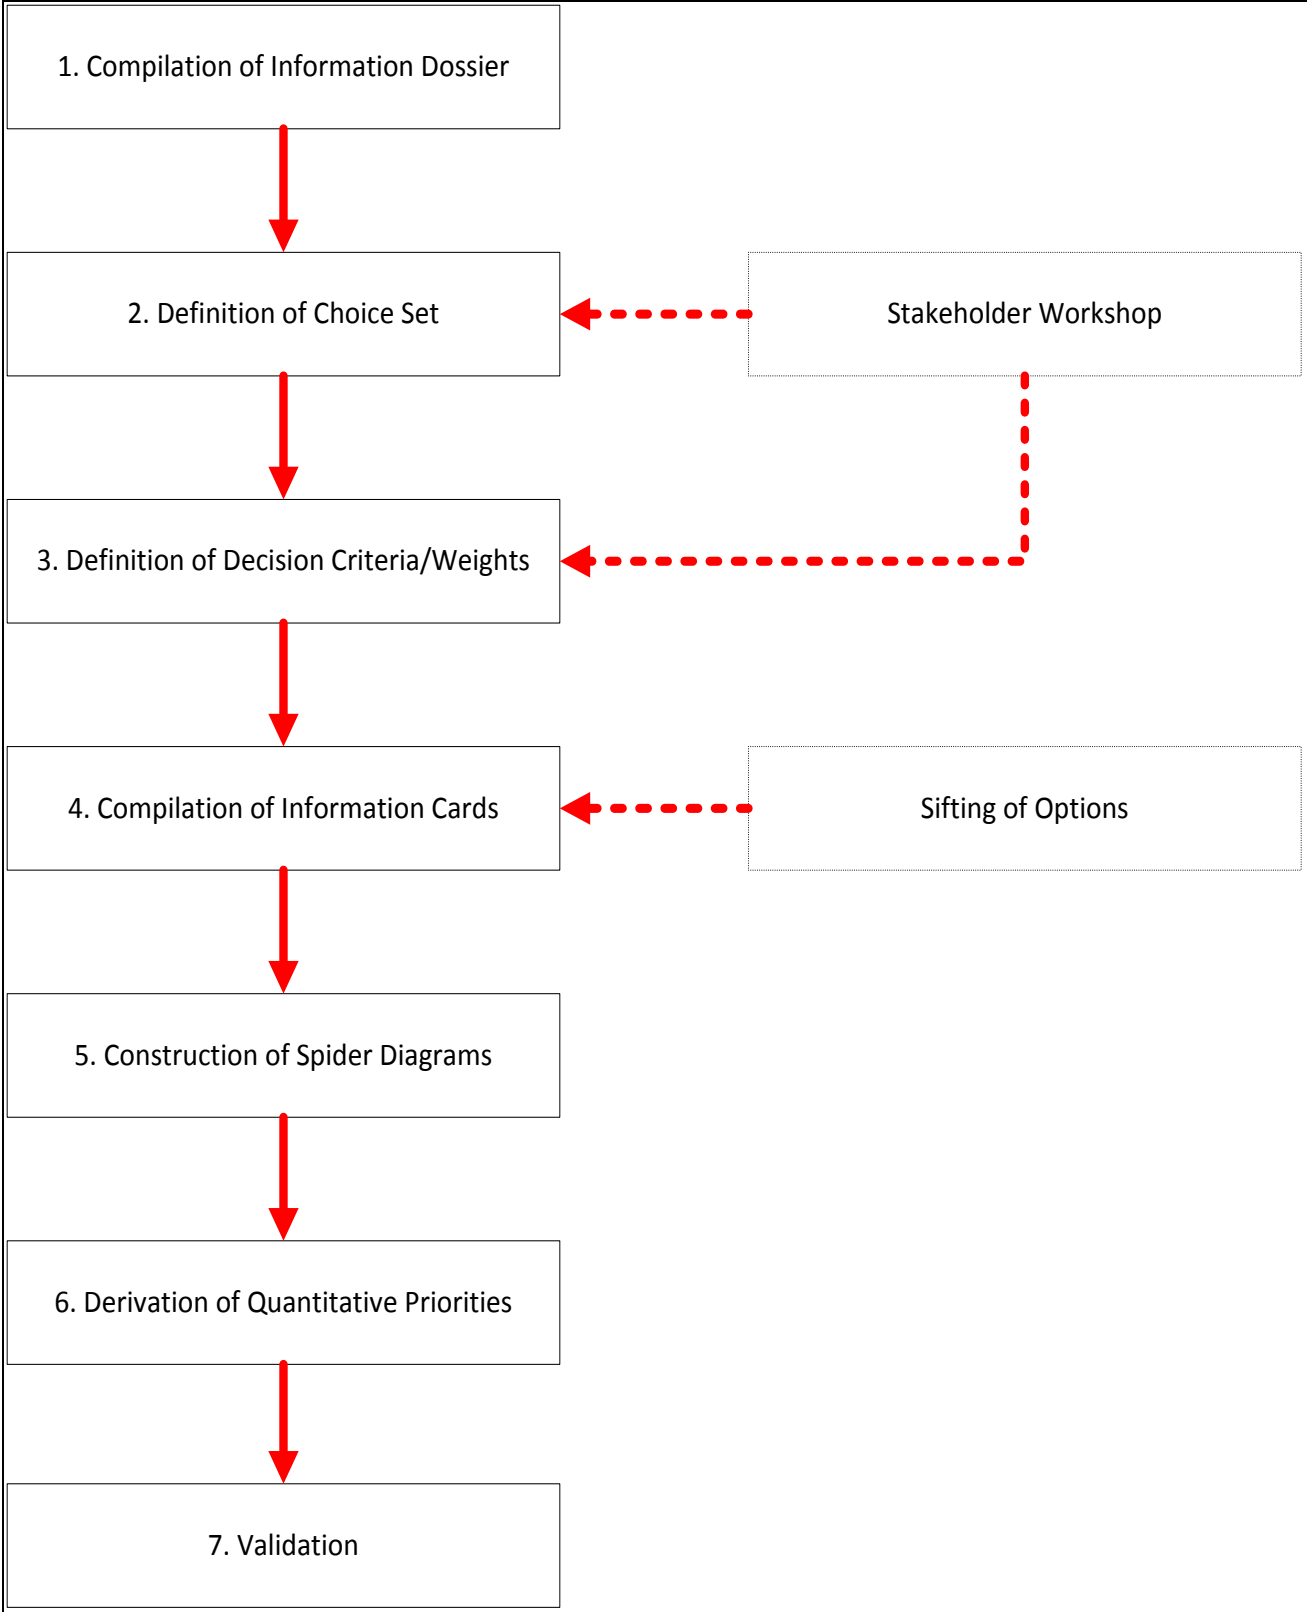 1. Compilation of Information Dossier
2. Definition of Choice Set
Stakeholder Workshop
3. Definition of Decision Criteria/Weights
4. Compilation of Information Cards
Sifting of Options
5. Construction of Spider Diagrams
6. Derivation of Quantitative Priorities
7. Validation